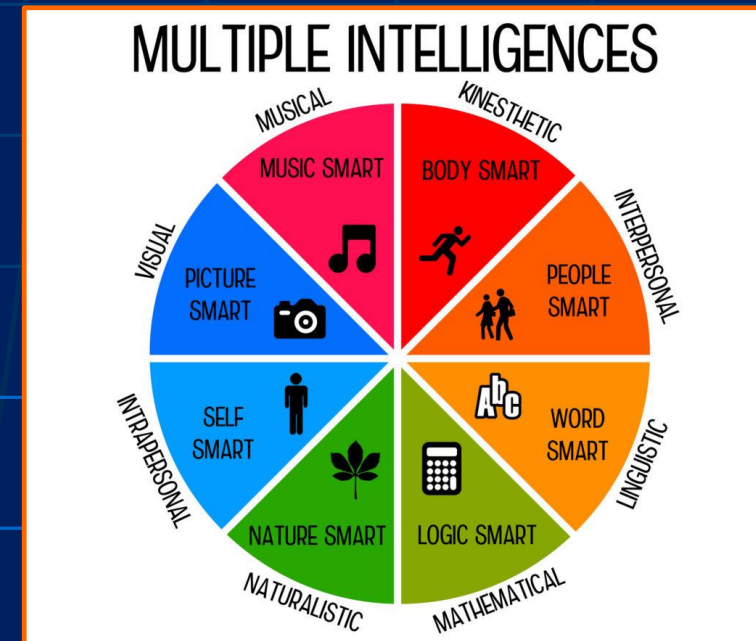 MULTIPLE INTELLIGENCES
MUSICAL
MUSIC SMART
KINESTHETIC
BODY SMART
INTERPERSONAL
PEOPLE
SMART
LINGUISTIC
Abc
WORD
SMART
MATHEMATICAL
LOGIC SMART
NATURALISTIC
NATURE SMART
INTRAPERSONAL
SELF
SMART
VISUAL
PICTURE
SMART